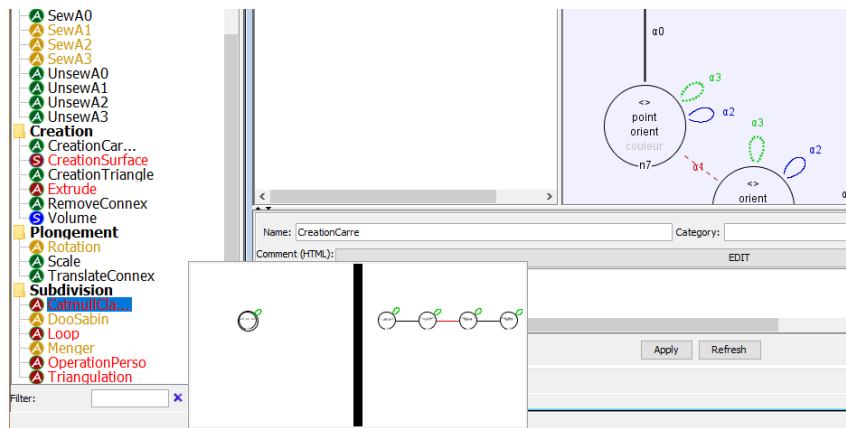 A SewA0
A SewA1
A SewA2
A SewA3
A UnsewA0
A UnsewA1
A UnsewA2
A UnsewA3
Creation
A CreationCar...
S CreationSurface
A CreationTriangle
A Extrude
A RemoveConnex
S Volume
Plongement
A Rotation
A Scale
A TranslateConnex
Subdivision
A CatmullCla...
A DooSabin
A Loop
A Menger
A OperationPerso
A Triangulation
Filter:
α0
α3
<>
point
orient
couleur
n7
α2
α3
α4
α2
<>
orient
Name: CreationCarre
Category:
Comment (HTML):
EDIT
Apply
Refresh